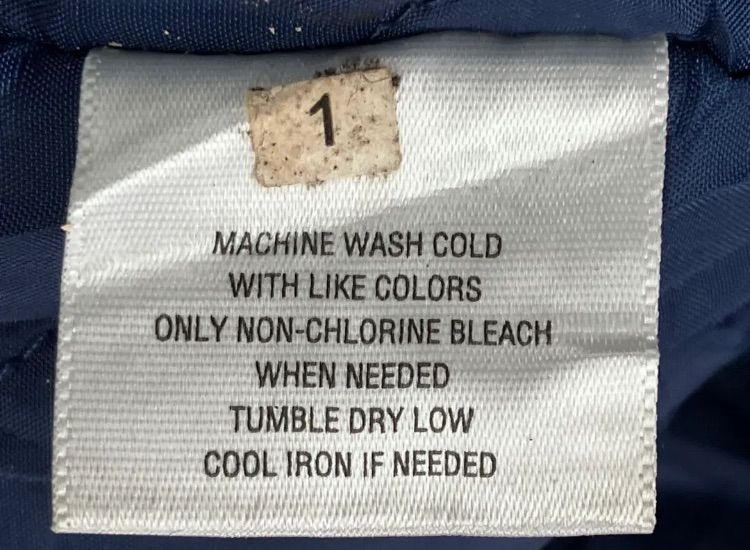 1
MACHINE WASH COLD
WITH LIKE COLORS
ONLY NON-CHLORINE BLEACH
WHEN NEEDED
TUMBLE DRY LOW
COOL IRON IF NEEDED